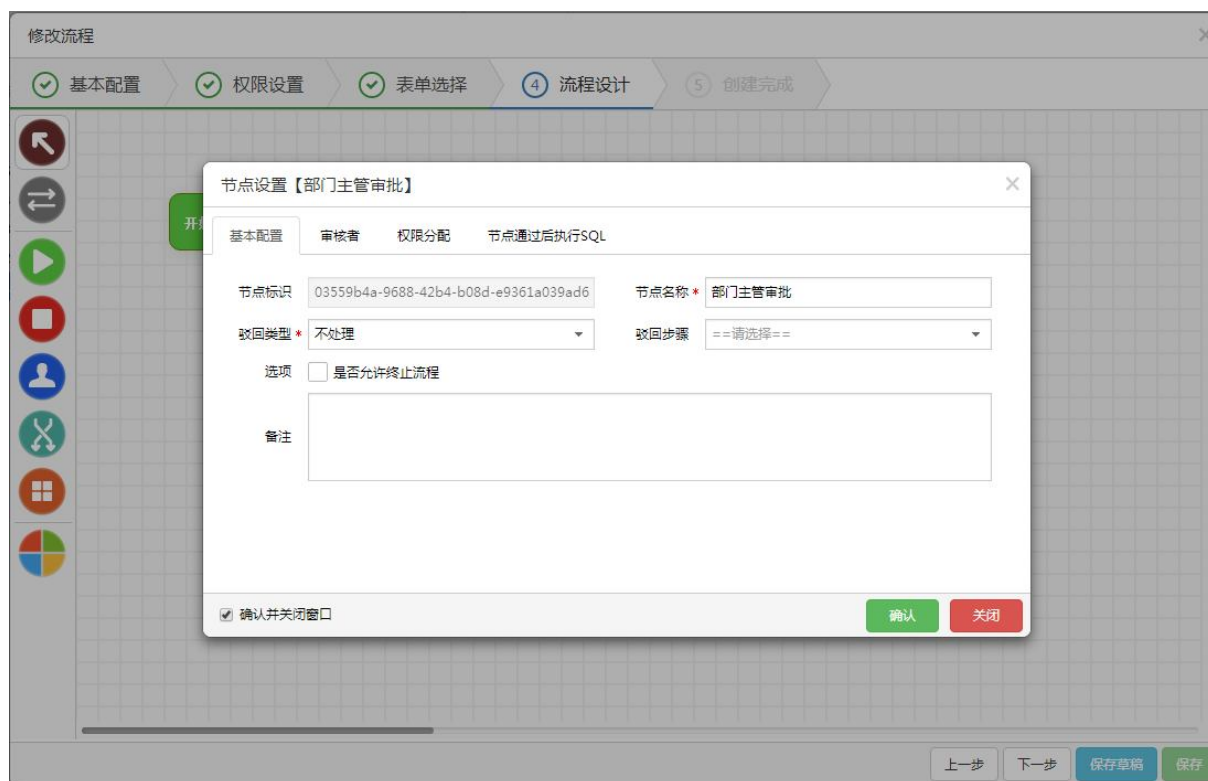 修改流程
基本配置 权限设置 表单选择 4 流程设计 5 创建完成
节点设置【部门主管审批】
开始
基本配置 审核者 权限分配 节点通过后执行SQL
节点标识 03559b4a-9688-42b4-b08d-e9361a039ad6 节点名称 * 部门主管审批
驳回类型 * 不处理 驳回步骤 ==请选择==
选项 是否允许终止流程
备注
确认并关闭窗口 确认 关闭
上一步 下一步 保存草稿 保存